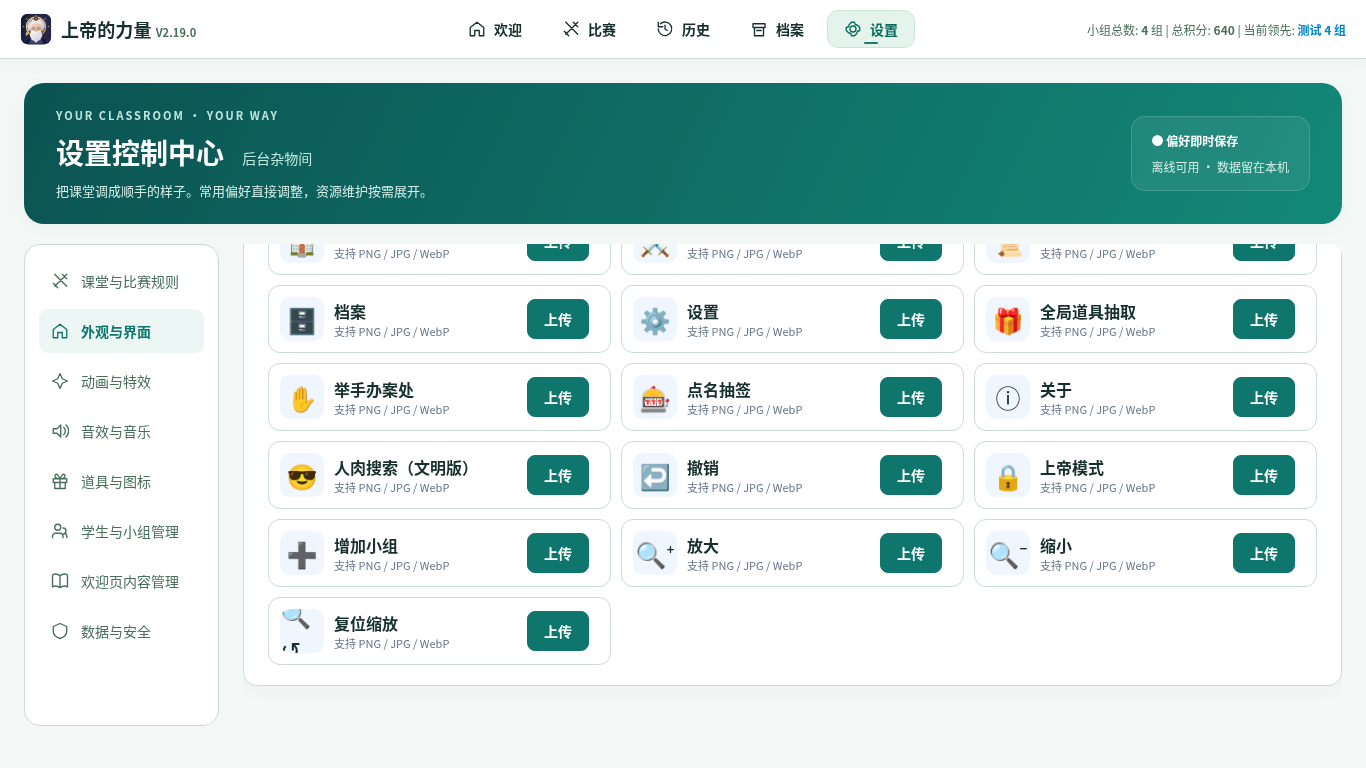 上帝的力量 V2.19.0
欢迎
比赛
历史
档案
设置
小组总数: 4 组 | 总积分: 640 | 当前领先: 测试 4 组
YOUR CLASSROOM · YOUR WAY
设置控制中心 后台杂物间
把课堂调成顺手的样子。常用偏好直接调整，资源维护按需展开。
偏好即时保存
离线可用 · 数据留在本机
课堂与比赛规则
外观与界面
动画与特效
音效与音乐
道具与图标
学生与小组管理
欢迎页内容管理
数据与安全
支持 PNG / JPG / WebP
上传
支持 PNG / JPG / WebP
上传
支持 PNG / JPG / WebP
上传
档案
支持 PNG / JPG / WebP
上传
设置
支持 PNG / JPG / WebP
上传
全局道具抽取
支持 PNG / JPG / WebP
上传
举手办案处
支持 PNG / JPG / WebP
上传
点名抽签
支持 PNG / JPG / WebP
上传
关于
支持 PNG / JPG / WebP
上传
人肉搜索（文明版）
支持 PNG / JPG / WebP
上传
撤销
支持 PNG / JPG / WebP
上传
上帝模式
支持 PNG / JPG / WebP
上传
增加小组
支持 PNG / JPG / WebP
上传
放大
支持 PNG / JPG / WebP
上传
缩小
支持 PNG / JPG / WebP
上传
复位缩放
支持 PNG / JPG / WebP
上传